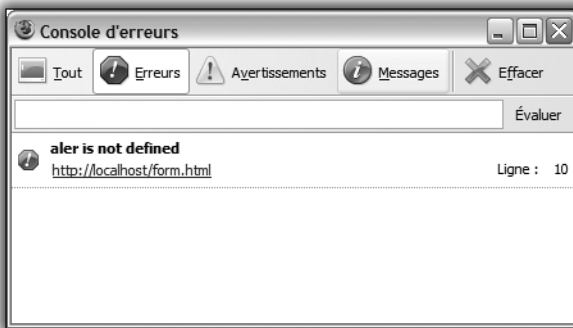 Console d'erreurs
Tout Erreurs Avertissements Messages Effacer
Évaluer
aler is not defined
http://localhost/form.html Ligne : 10